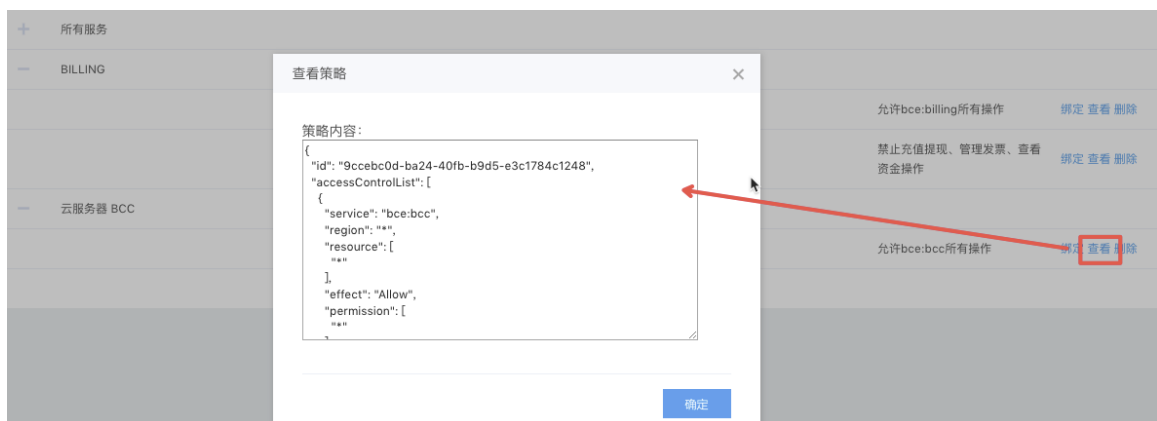 所有服务
BILLING
查看策略
允许bce:billing所有操作 绑定 查看 删除
策略内容:
{
"id": "9ccebc0d-ba24-40fb-b9d5-e3c1784c1248",
"accessControlList": [
{
"service": "bce:bcc",
"region": "*",
"resource": [
"*"
],
"effect": "Allow",
"permission": [
"*"
禁止充值提现、管理发票、查看
资金操作
绑定 查看 删除
云服务器 BCC
允许bce:bcc所有操作 绑定 查看 删除
确定